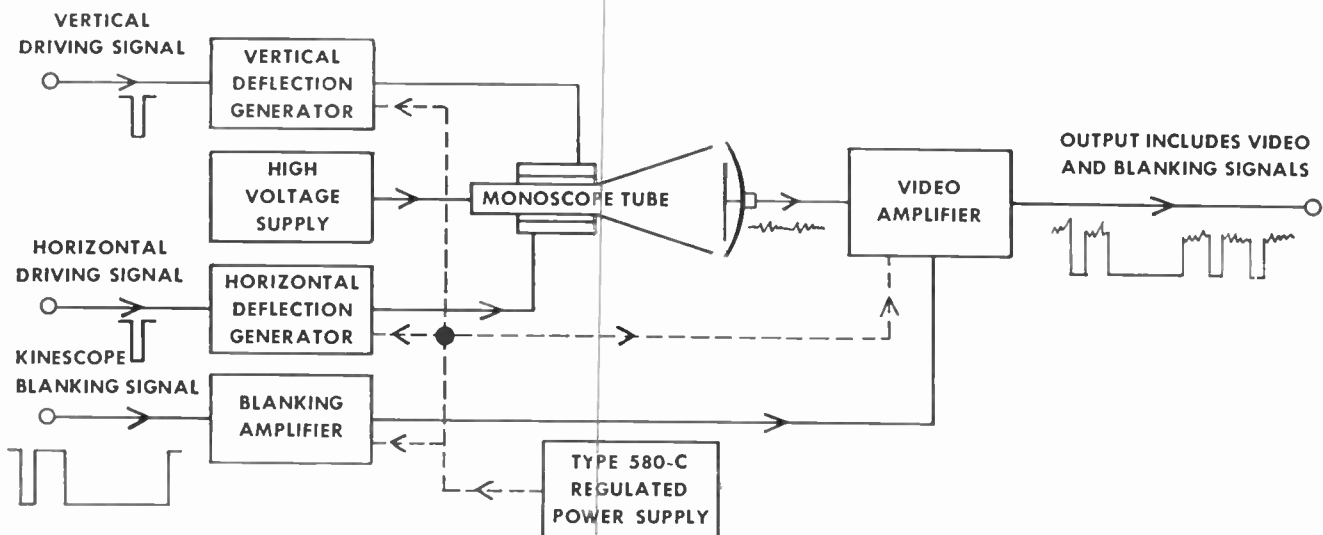 VERTICAL
DRIVING SIGNAL
VERTICAL
DEFLECTION
GENERATOR
HIGH
VOLTAGE
SUPPLY
MONOSCOPE TUBE
VIDEO
AMPLIFIER
OUTPUT INCLUDES VIDEO
AND BLANKING SIGNALS
HORIZONTAL
DRIVING SIGNAL
HORIZONTAL
DEFLECTION
GENERATOR
KINESCOPE
BLANKING SIGNAL
BLANKING
AMPLIFIER
TYPE 580-C
REGULATED
POWER SUPPLY